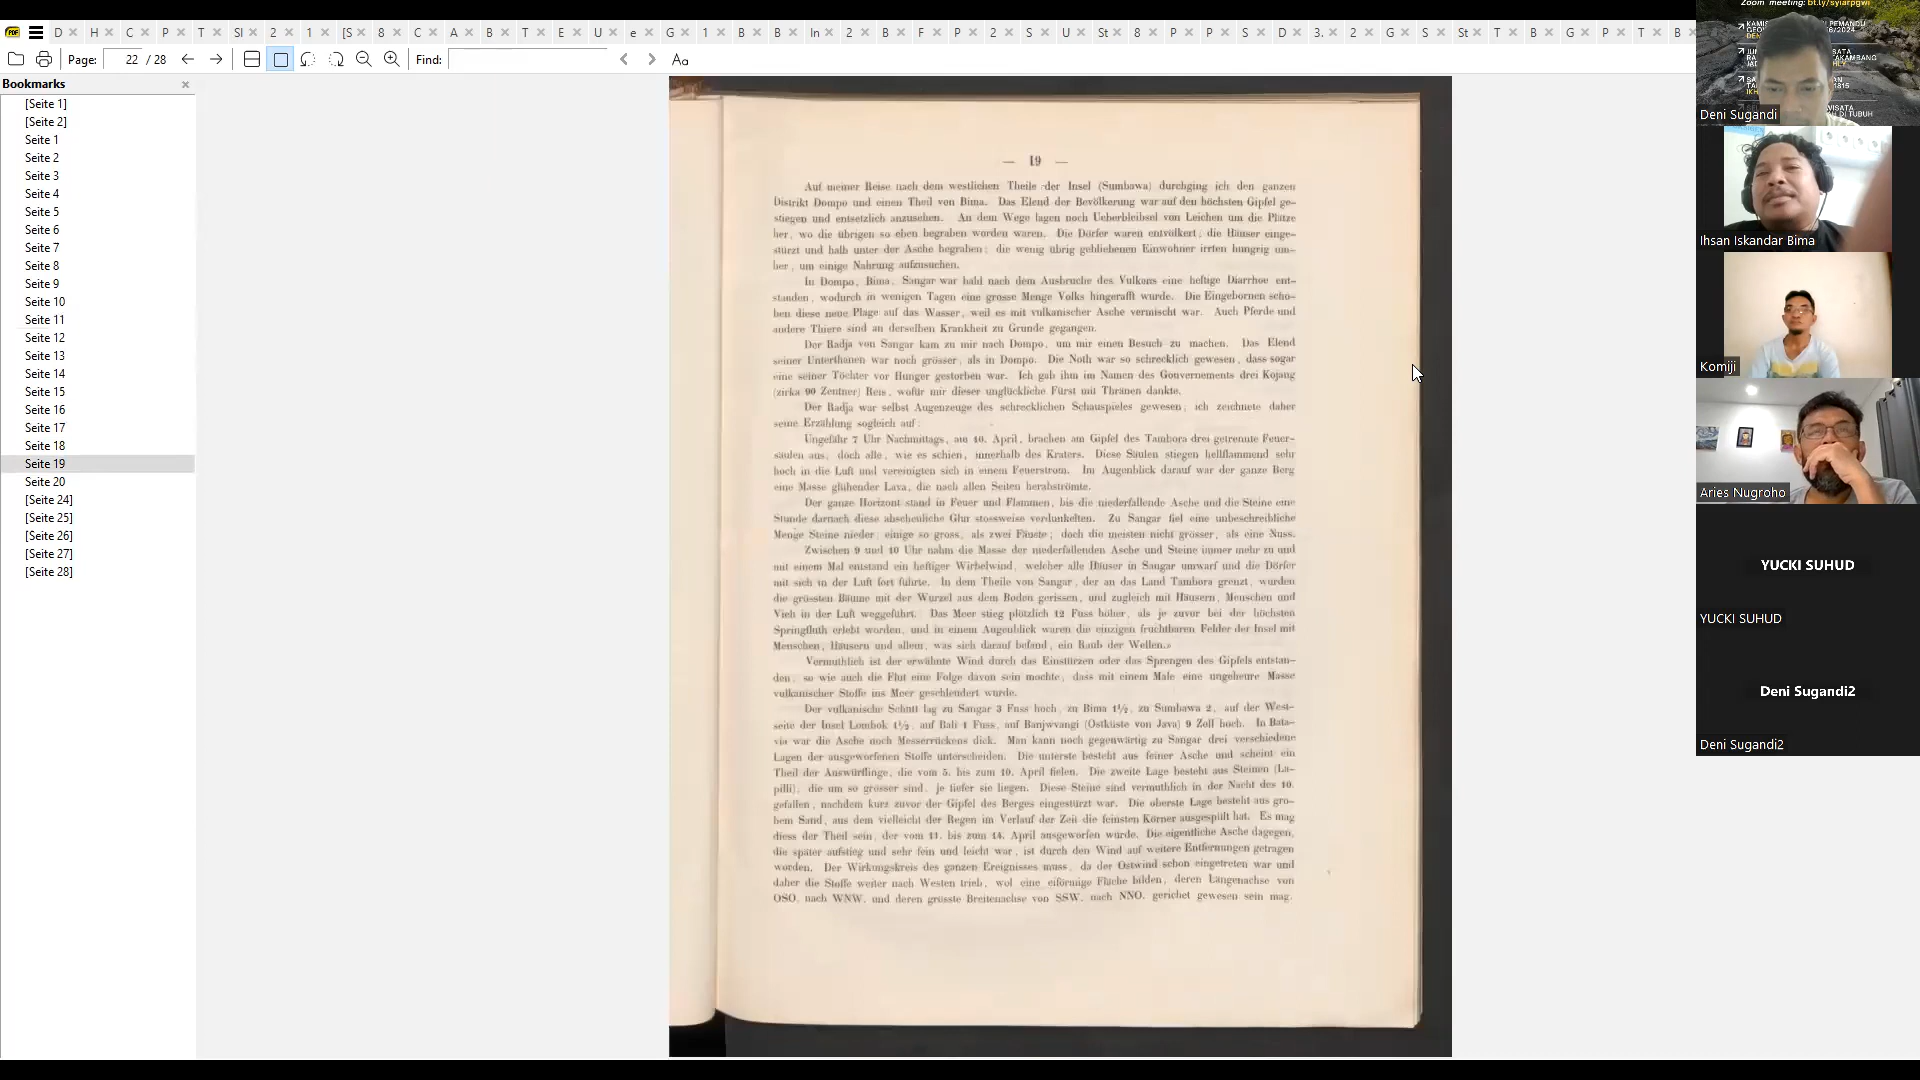 Page:
22 / 28
Find:
Aa
D H C P T Sl 2 1 [S 8 C A B T E U e G 1 B B In 2 B F P 2 S U St 8 P P S D 3. 2 G S St T B G P T B
Bookmarks
[Seite 1]
[Seite 2]
Seite 1
Seite 2
Seite 3
Seite 4
Seite 5
Seite 6
Seite 7
Seite 8
Seite 9
Seite 10
Seite 11
Seite 12
Seite 13
Seite 14
Seite 15
Seite 16
Seite 17
Seite 18
Seite 19
Seite 20
[Seite 24]
[Seite 25]
[Seite 26]
[Seite 27]
[Seite 28]
— 19 —
Auf meiner Reise nach dem westlichen Theile der Insel (Sumbawa) durchging ich den ganzen
Distrikt Dompo und einen Theil von Bima. Das Elend der Bevölkerung war auf den höchsten Gipfel ge-
stiegen und entsetzlich anzusehen. An dem Wege lagen noch Ueberbleibsel von Leichen um die Plätze
her, wo die übrigen so eben begraben worden waren. Die Dörfer waren entvölkert; die Häuser einge-
stürzt und halb unter der Asche begraben; die wenig übrig gebliebenen Einwohner irrten hungrig um-
her, um einige Nahrung aufzusuchen.
In Dompo, Bima, Sangar war bald nach dem Ausbruche des Vulkans eine heftige Diarrhoe ent-
standen, wodurch in wenigen Tagen eine grosse Menge Volks hingerafft wurde. Die Eingebornen scho-
ben diese neue Plage auf das Wasser, weil es mit vulkanischer Asche vermischt war. Auch Pferde und
andere Thiere sind an derselben Krankheit zu Grunde gegangen.
Der Radja von Sangar kam zu mir nach Dompo, um mir einen Besuch zu machen. Das Elend
seiner Unterthanen war noch grösser, als in Dompo. Die Noth war so schrecklich gewesen, dass sogar
eine seiner Töchter vor Hunger gestorben war. Ich gab ihm im Namen des Gouvernements drei Kojang
(zirka 90 Zentner) Reis, wofür mir dieser unglückliche Fürst mit Thränen dankte.
Der Radja war selbst Augenzeuge des schrecklichen Schauspieles gewesen; ich zeichnete daher
seine Erzählung sogleich auf:
Ungefähr 7 Uhr Nachmittags, am 10. April, brachen am Gipfel des Tambora drei getrennte Feuer-
säulen aus, doch alle, wie es schien, innerhalb des Kraters. Diese Säulen stiegen hellflammend sehr
hoch in die Luft und vereinigten sich in einem Feuerstrom. Im Augenblick darauf war der ganze Berg
eine Masse glühender Lava, die nach allen Seiten herabströmte.
Der ganze Horizont stand in Feuer und Flammen, bis die niederfallende Asche und die Steine eine
Stunde darnach diese abscheuliche Glut stossweise verdunkelten. Zu Sangar fiel eine unbeschreibliche
Menge Steine nieder; einige so gross, als zwei Fäuste; doch die meisten nicht grösser, als eine Nuss.
Zwischen 9 und 10 Uhr nahm die Masse der niederfallenden Asche und Steine immer mehr zu und
mit einem Mal entstand ein heftiger Wirbelwind, welcher alle Häuser in Sangar umwarf und die Dörfer
mit sich in der Luft fort führte. In dem Theile von Sangar, der an das Land Tambora grenzt, wurden
die grössten Bäume mit der Wurzel aus dem Boden gerissen, und zugleich mit Häusern, Menschen und
Vieh in der Luft weggeführt. Das Meer stieg plötzlich 12 Fuss höher, als je zuvor bei der höchsten
Springfluth erlebt worden, und in einem Augenblick waren die einzigen fruchtbaren Felder der Insel mit
Menschen, Häusern und allem, was sich darauf befand, ein Raub der Wellen.»
Vermuthlich ist der erwähnte Wind durch das Einstürzen oder das Sprengen des Gipfels entstan-
den, so wie auch die Flut eine Folge davon sein mochte, dass mit einem Male eine ungeheure Masse
vulkanischer Stoffe ins Meer geschleudert wurde.
Der vulkanische Schutt lag zu Sangar 3 Fuss hoch, zu Bima 1½, zu Sumbawa 2, auf der West-
seite der Insel Lombok 1½, auf Bali 1 Fuss, auf Banjwvangi (Ostküste von Java) 9 Zoll hoch. In Bata-
via war die Asche noch Messerrückens dick. Man kann noch gegenwärtig zu Sangar drei verschiedene
Lagen der ausgeworfenen Stoffe unterscheiden. Die unterste besteht aus feiner Asche und scheint ein
Theil der Auswürflinge, die vom 5. bis zum 10. April fielen. Die zweite Lage besteht aus Steinen (La-
pilli), die um so grösser sind, je tiefer sie liegen. Diese Steine sind vermuthlich in der Nacht des 10.
gefallen, nachdem kurz zuvor der Gipfel des Berges eingestürzt war. Die oberste Lage besteht aus gro-
bem Sand, aus dem vielleicht der Regen im Verlauf der Zeit die feinsten Körner ausgespült hat. Es mag
diess der Theil sein, der vom 11. bis zum 14. April ausgeworfen wurde. Die eigentliche Asche dagegen,
die später aufstieg und sehr fein und leicht war, ist durch den Wind auf weitere Entfernungen getragen
worden. Der Wirkungskreis des ganzen Ereignisses muss, da der Ostwind schon eingetreten war und
daher die Stoffe weiter nach Westen trieb, wol eine eiförmige Fläche bilden, deren Längenachse von
OSO. nach WNW. und deren grösste Breitenachse von SSW. nach NNO. gerichet gewesen sein mag.
Zoom meeting: bt.ly/syiarpgwi
Deni Sugandi
Ihsan Iskandar Bima
Komiji
Aries Nugroho
YUCKI SUHUD
YUCKI SUHUD
Deni Sugandi2
Deni Sugandi2